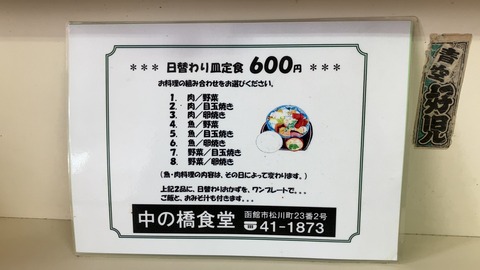 *** 日替わり皿定食 600円 ***
お料理の組み合わせをお選びください。
1. 肉／野菜
2. 肉／目玉焼き
3. 肉／卵焼き
4. 魚／野菜
5. 魚／目玉焼き
6. 魚／卵焼き
7. 野菜／目玉焼き
8. 野菜／卵焼き
（魚・肉料理の内容は、その日によって変わります。）
上記2品に、日替わりおかずを、ワンプレートで、、、
ご飯と、おみそ汁も付きます、、、
中の橋食堂 函館市松川町23番2号
☎41-1873